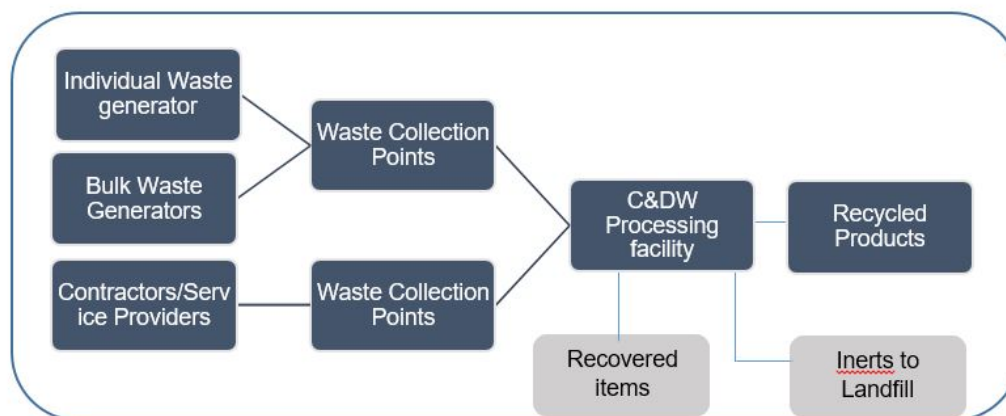 Individual Waste
generator
Bulk Waste
Generators
Contractors/Serv
ice Providers
Waste Collection
Points
Waste Collection
Points
C&DW
Processing
facility
Recycled
Products
Recovered
items
Inerts to
Landfill